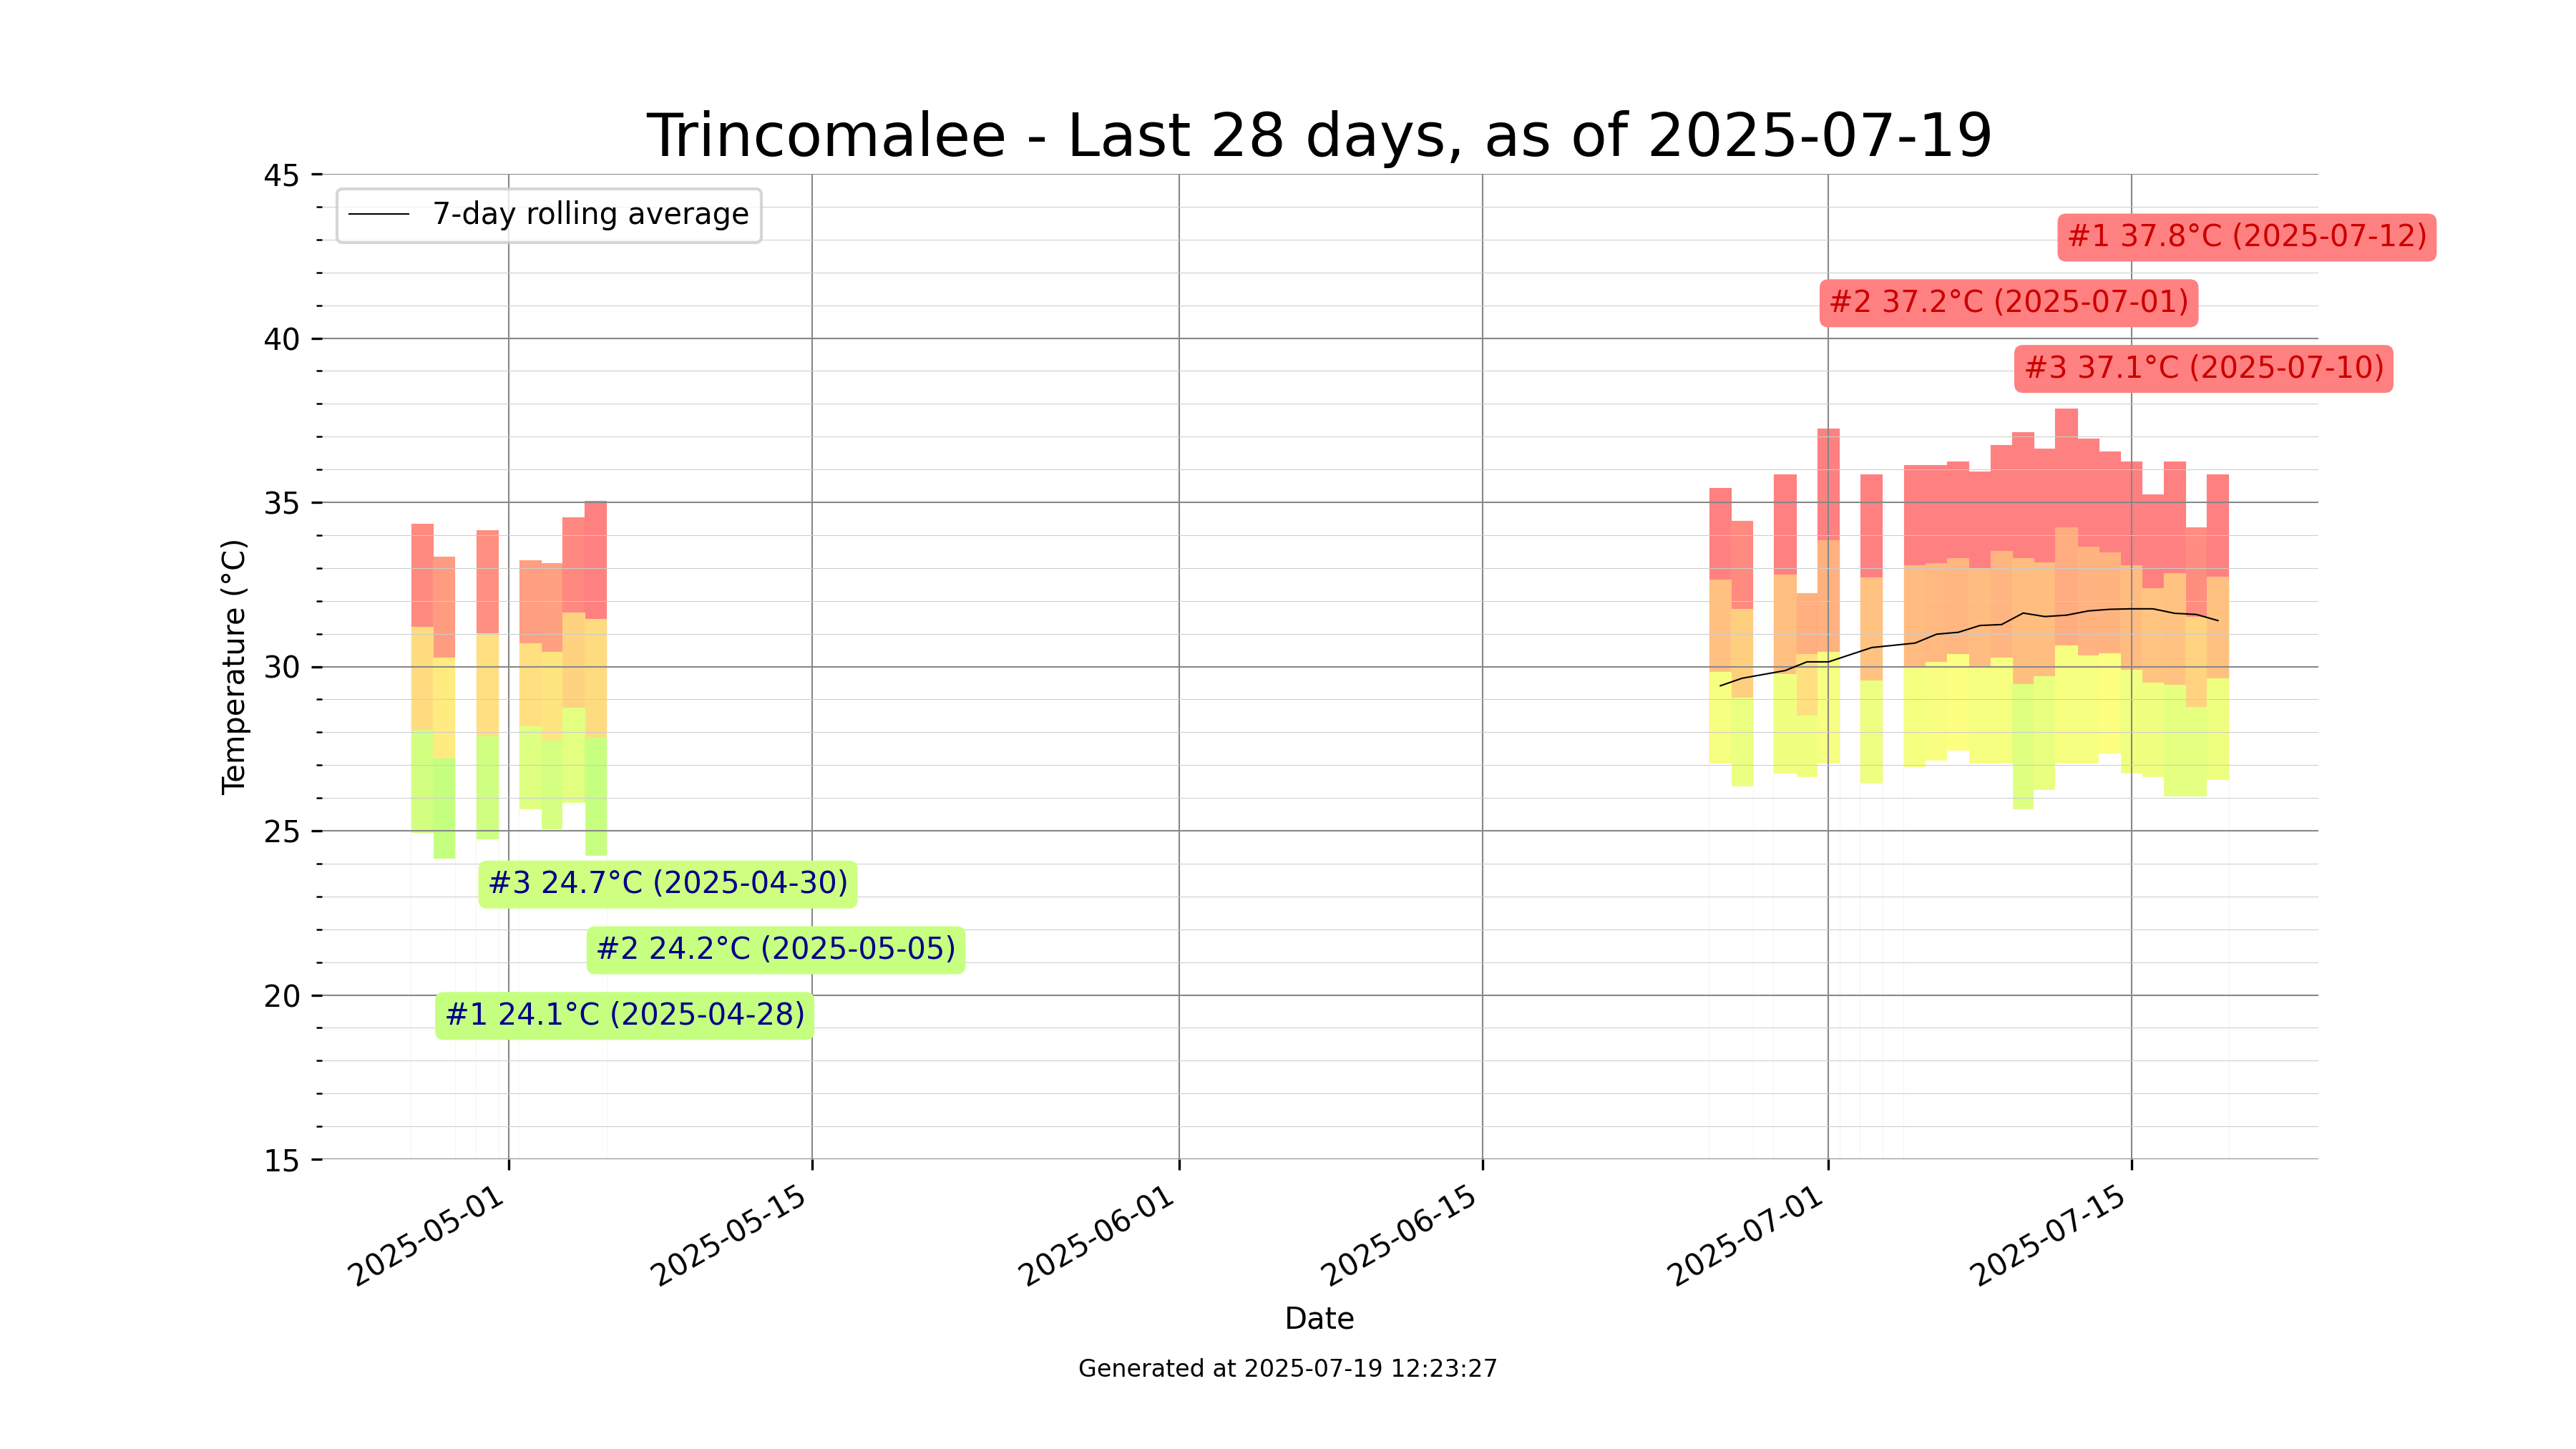 Trincomalee - Last 28 days, as of 2025-07-19
45
7-day rolling average
#1 37.8°C (2025-07-12)
#2 37.2°C (2025-07-01)
40
#3 37.1°C (2025-07-10)
35
Temperature (°C)
30
25
#3 24.7°C (2025-04-30)
#2 24.2°C (2025-05-05)
20
#1 24.1°C (2025-04-28)
15
2025-05-01
2025-05-15
2025-06-01
2025-06-15
2025-07-01
2025-07-15
Date
Generated at 2025-07-19 12:23:27